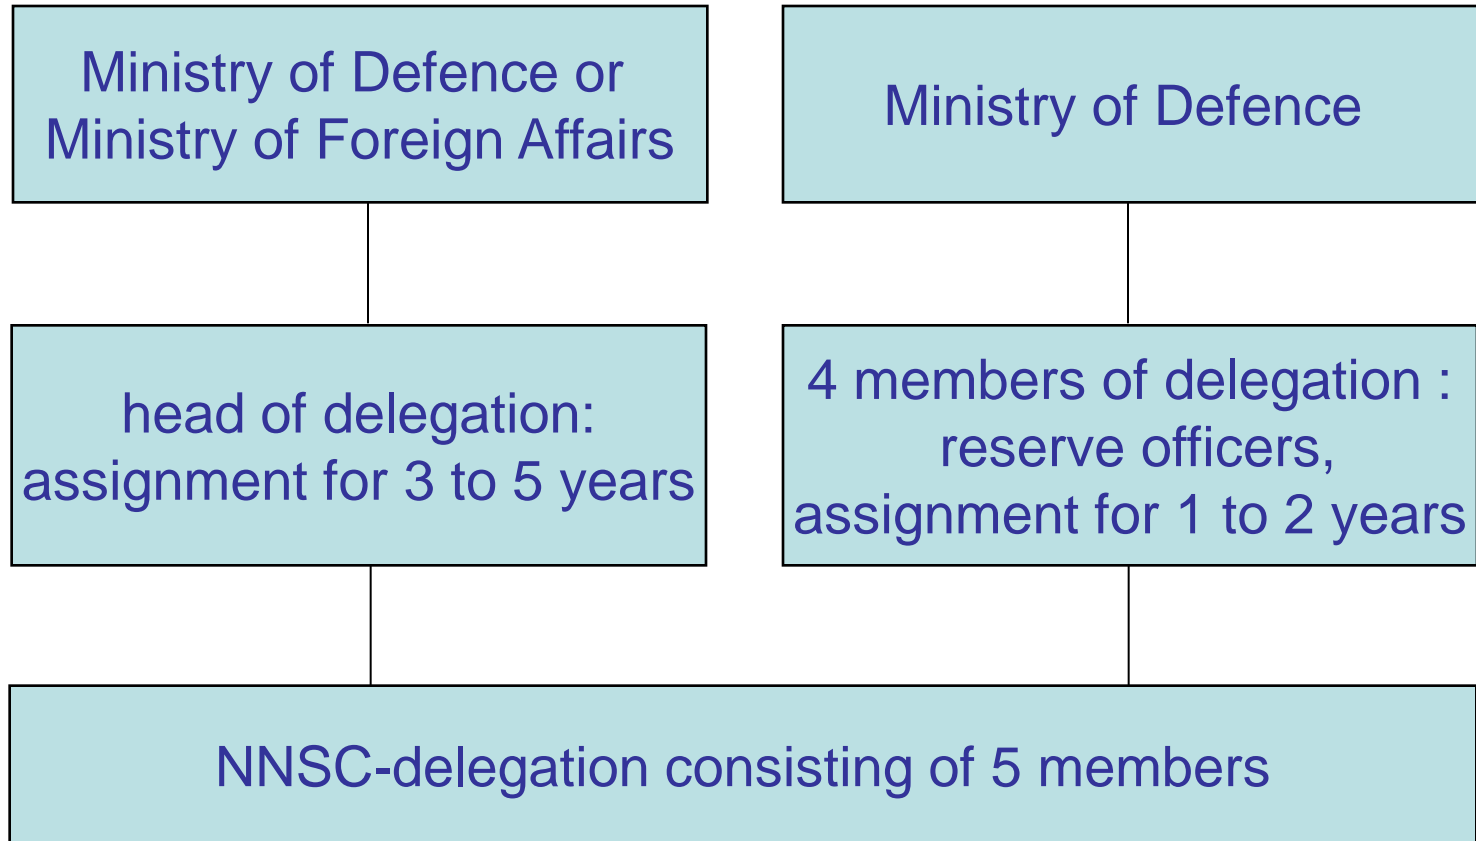 Ministry of Defence or
Ministry of Foreign Affairs
Ministry of Defence
head of delegation:
assignment for 3 to 5 years
4 members of delegation :
reserve officers,
assignment for 1 to 2 years
NNSC-delegation consisting of 5 members